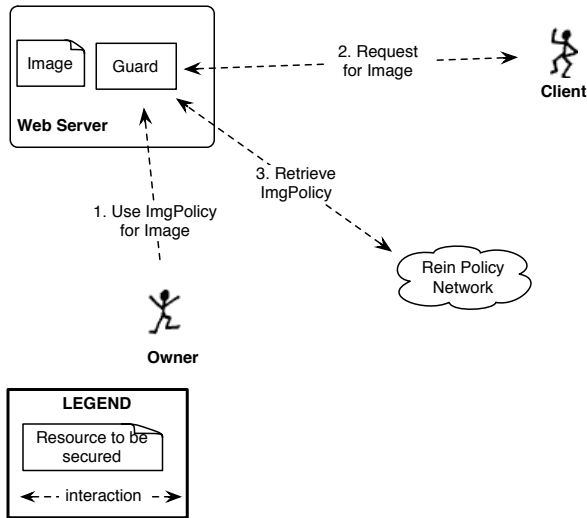 Image
Guard
Web Server
2. Request
for Image
Client
3. Retrieve
ImgPolicy
1. Use ImgPolicy
for Image
Rein Policy
Network
Owner
LEGEND
Resource to be
secured
interaction